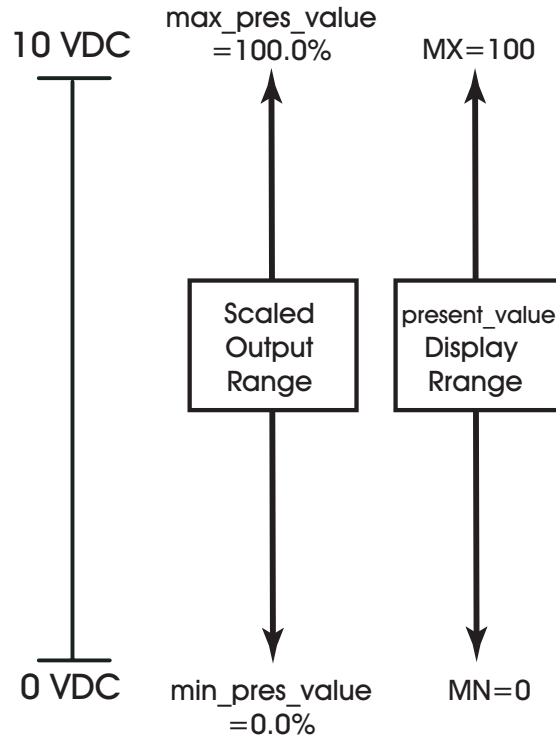 10 VDC
max_pres_value
=100.0%
MX=100
Scaled
Output
Range
present_value
Display
Rrange
0 VDC
min_pres_value
=0.0%
MN=0